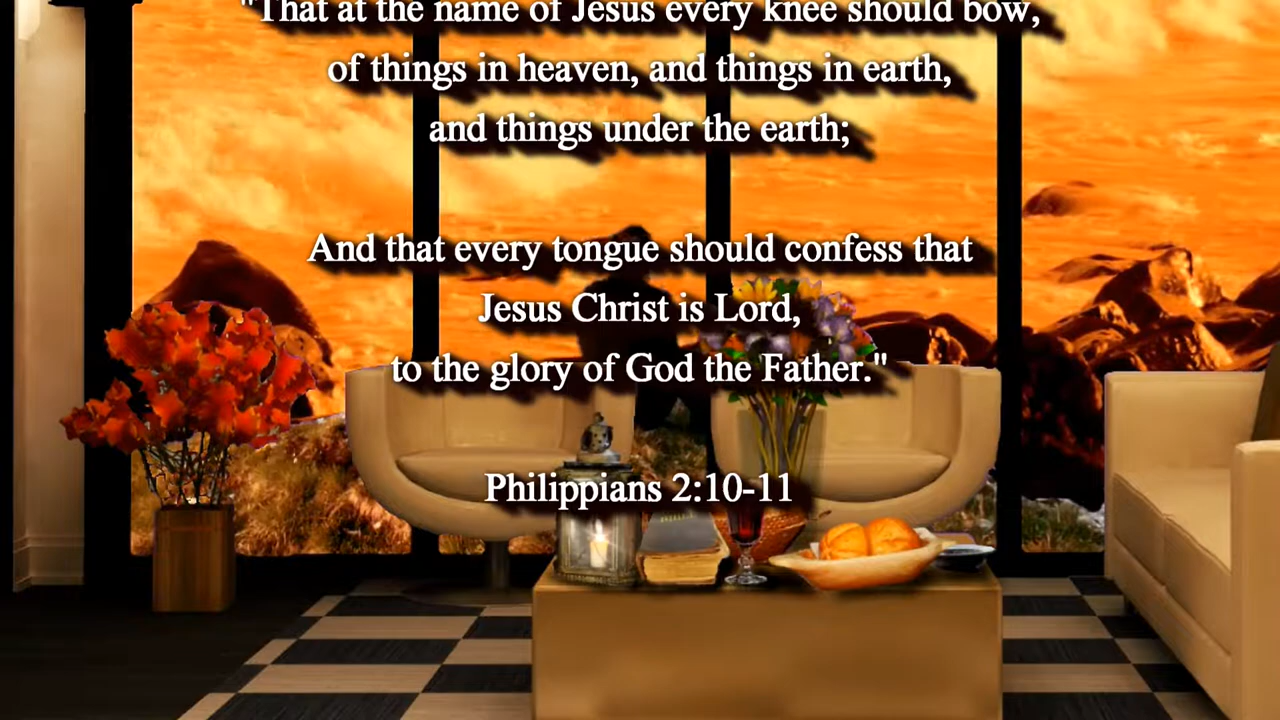 "That at the name of Jesus every knee should bow,
of things in heaven, and things in earth,
and things under the earth;
And that every tongue should confess that
Jesus Christ is Lord,
to the glory of God the Father."
Philippians 2:10-11